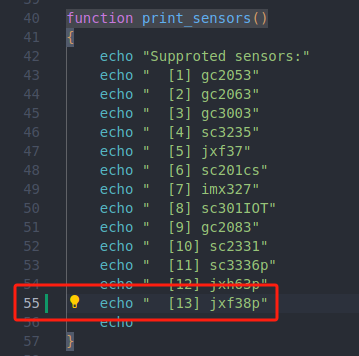 40 function print_sensors()
41 {
42 echo "Supproted sensors:"
43 echo "  [1] gc2053"
44 echo "  [2] gc2063"
45 echo "  [3] gc3003"
46 echo "  [4] sc3235"
47 echo "  [5] jxf37"
48 echo "  [6] sc201cs"
49 echo "  [7] imx327"
50 echo "  [8] sc301IOT"
51 echo "  [9] gc2083"
52 echo "  [10] sc2331"
53 echo "  [11] sc3336p"
54 echo "  [12] jxh63p"
55 echo "  [13] jxf38p"
56 echo
57 }